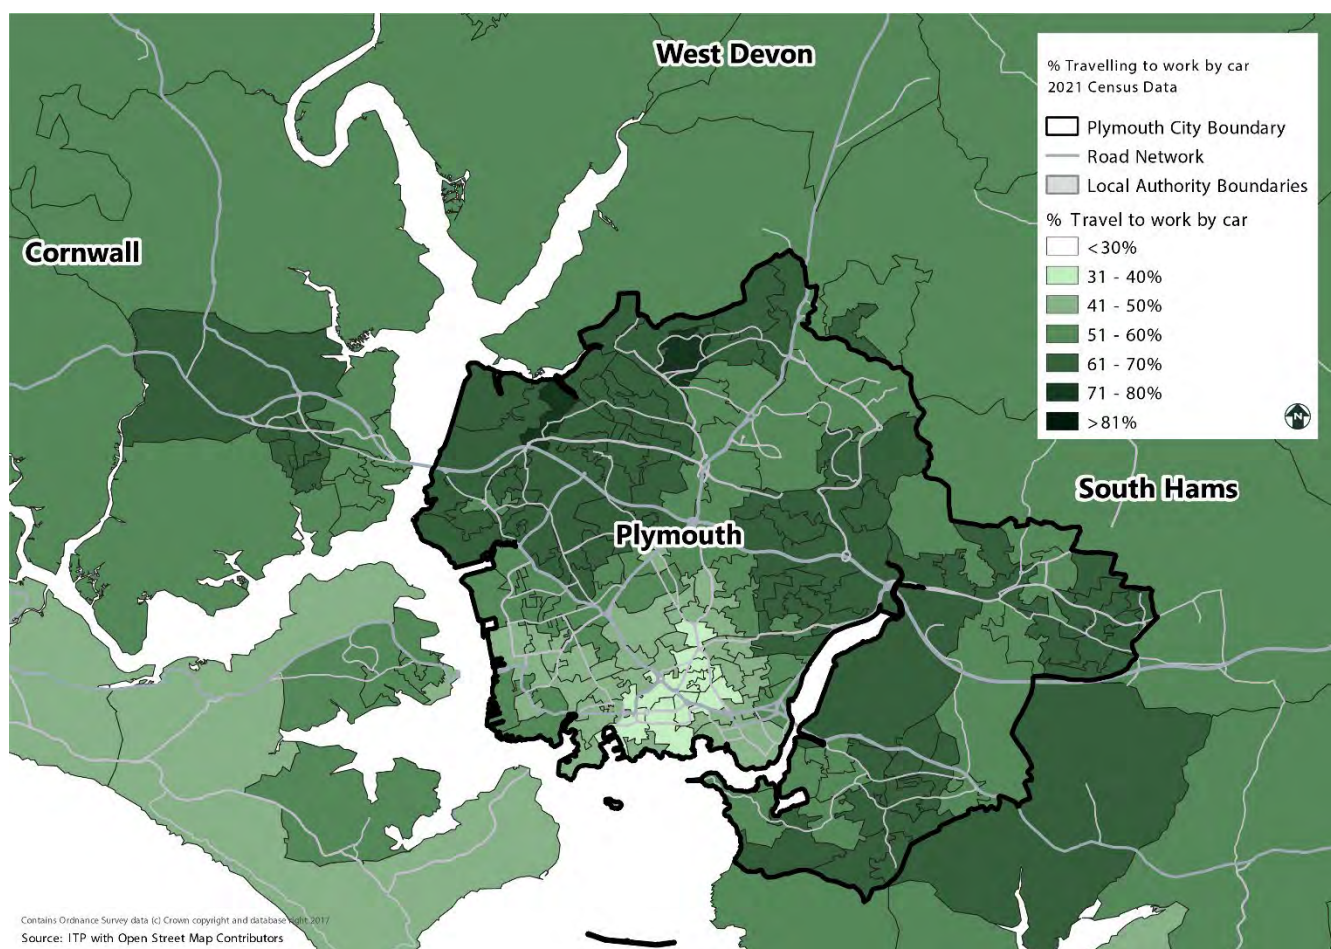 West Devon
Cornwall
Plymouth
South Hams
% Travelling to work by car
2021 Census Data
Plymouth City Boundary
Road Network
Local Authority Boundaries
% Travel to work by car
<30%
31 - 40%
41 - 50%
51 - 60%
61 - 70%
71 - 80%
>81%
N
Contains Ordnance Survey data (c) Crown copyright and database right 2017
Source: ITP with Open Street Map Contributors